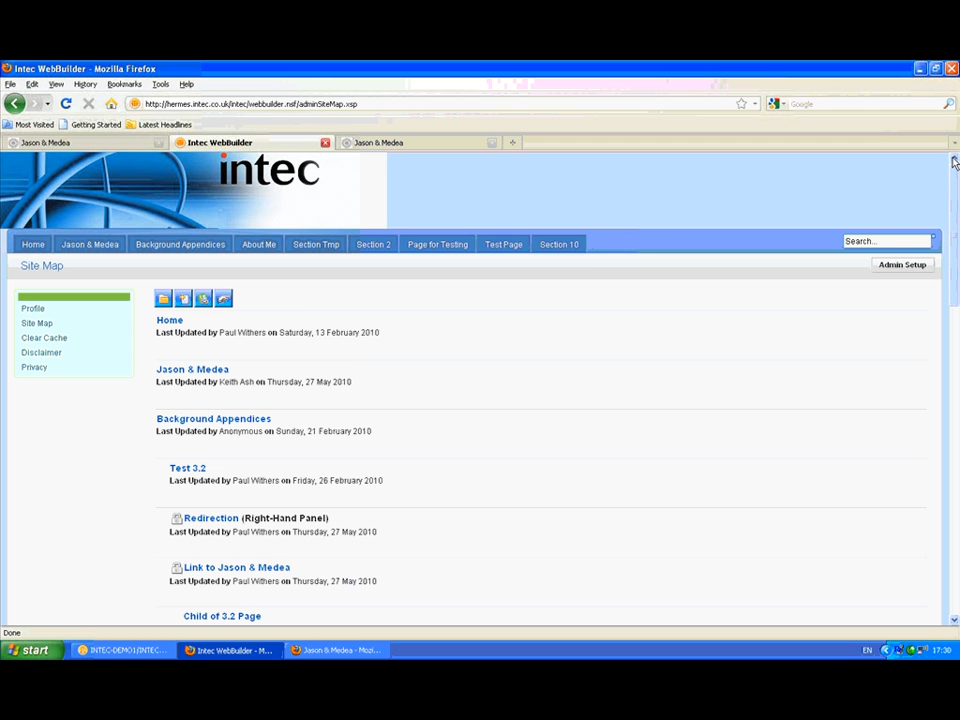 Intec WebBuilder - Mozilla Firefox
File Edit View History Bookmarks Tools Help
http://hermes.intec.co.uk/intec/webbuilder.nsf/adminSiteMap.xsp
Google
Most Visited Getting Started Latest Headlines
Jason & Medea Intec WebBuilder Jason & Medea
intec
Home Jason & Medea Background Appendices About Me Section Tmp Section 2 Page for Testing Test Page Section 10 Search...
Site Map Admin Setup
Profile
Site Map
Clear Cache
Disclaimer
Privacy
Home
Last Updated by Paul Withers on Saturday, 13 February 2010
Jason & Medea
Last Updated by Keith Ash on Thursday, 27 May 2010
Background Appendices
Last Updated by Anonymous on Sunday, 21 February 2010
Test 3.2
Last Updated by Paul Withers on Friday, 26 February 2010
Redirection (Right-Hand Panel)
Last Updated by Paul Withers on Thursday, 27 May 2010
Link to Jason & Medea
Last Updated by Paul Withers on Thursday, 27 May 2010
Child of 3.2 Page
Done
start INTEC-DEMO1/INTEC... Intec WebBuilder - M... Jason & Medea - Mozi... EN 17:30